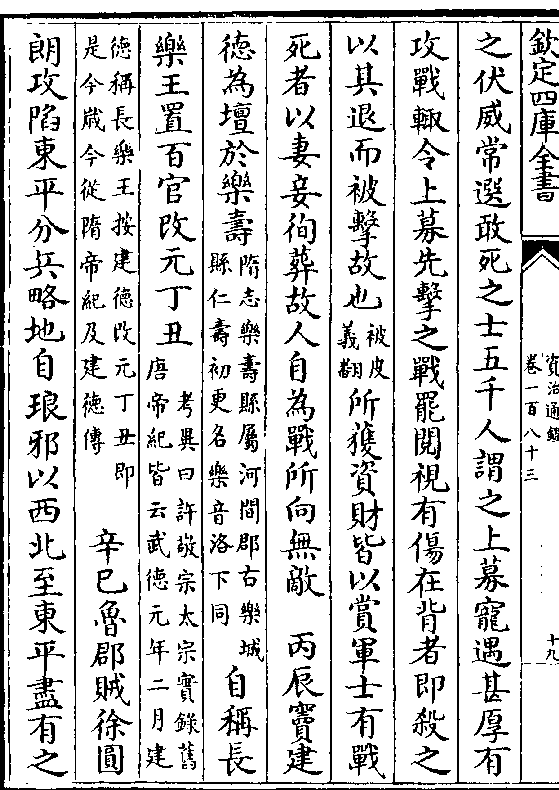 欽定四庫全書
資治通鑑
卷一百八十三
十九
之伏威常選敢死之士五千人謂之上募寵遇甚厚有
攻戰輙令上募先擊之戰罷閱視有傷在背者即殺之
以其退而被擊故也被皮義翻所獲資財皆以賞軍士有戰
死者以妻妾徇葬故人自為戰所向無敵 丙辰竇建
德為壇於樂壽隋志樂壽縣屬河間郡古樂城縣仁壽初更名樂音洛下同自稱長
樂王置百官改元丁丑考異曰許敬宗太宗實錄舊唐帝紀皆云武德元年二月建
德稱長樂王按建德改元丁丑即是今歲今從隋帝紀及建德傳 辛巳魯郡賊徐圓
朗攻陷東平分兵略地自琅邪以西北至東平盡有之